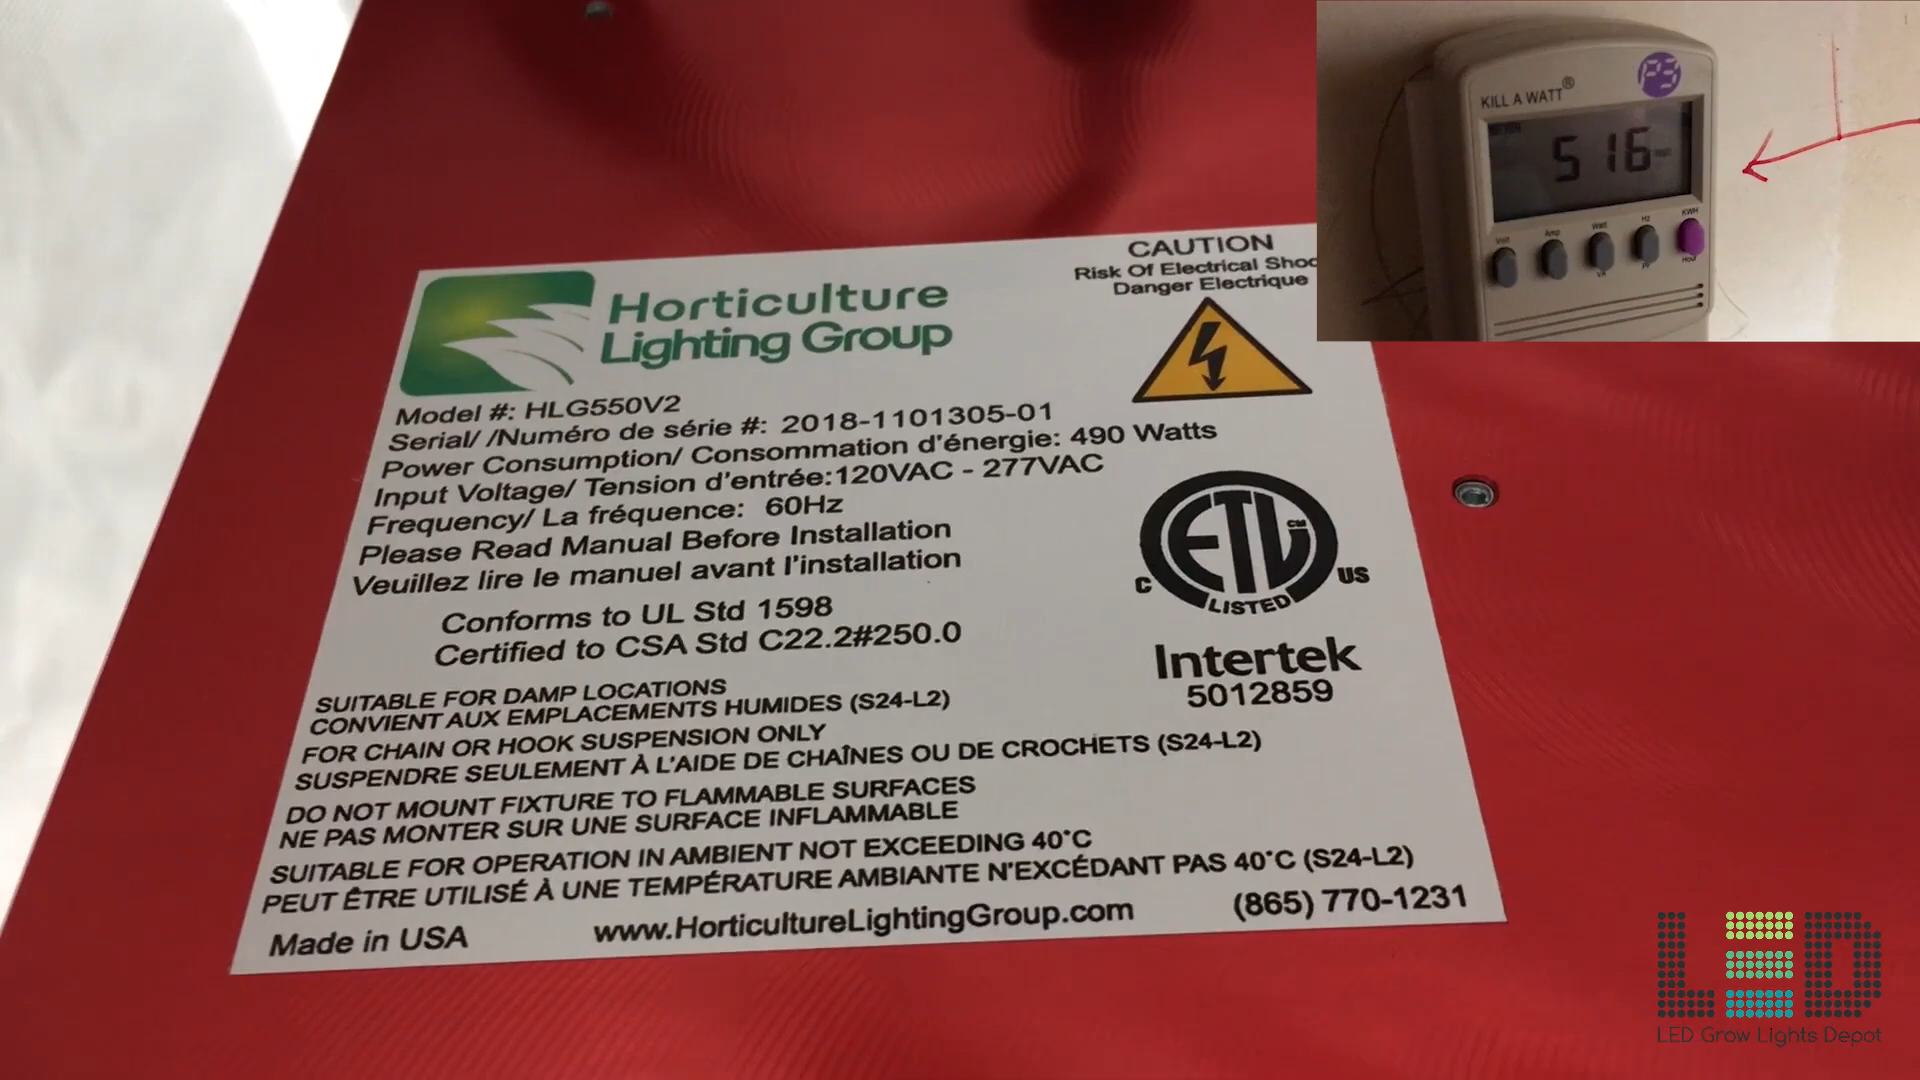 KILL A WATT®
P3
516
Volt
Amp
Watt
VA
Hz
PF
KWH
Hour
CAUTION
Risk Of Electrical Shoc
Danger Electrique
Horticulture
Lighting Group
Model #: HLG550V2
Serial/ /Numéro de série #: 2018-1101305-01
Power Consumption/ Consommation d'énergie: 490 Watts
Input Voltage/ Tension d'entrée:120VAC - 277VAC
Frequency/ La fréquence: 60Hz
Please Read Manual Before Installation
Veuillez lire le manuel avant l'installation
Conforms to UL Std 1598
Certified to CSA Std C22.2#250.0
C ETL CM US
LISTED
Intertek
5012859
SUITABLE FOR DAMP LOCATIONS
CONVIENT AUX EMPLACEMENTS HUMIDES (S24-L2)
FOR CHAIN OR HOOK SUSPENSION ONLY
SUSPENDRE SEULEMENT À L'AIDE DE CHAÎNES OU DE CROCHETS (S24-L2)
DO NOT MOUNT FIXTURE TO FLAMMABLE SURFACES
NE PAS MONTER SUR UNE SURFACE INFLAMMABLE
SUITABLE FOR OPERATION IN AMBIENT NOT EXCEEDING 40°C
PEUT ÊTRE UTILISÉ À UNE TEMPÉRATURE AMBIANTE N'EXCÉDANT PAS 40°C (S24-L2)
Made in USA www.HorticultureLightingGroup.com (865) 770-1231
LED
LED Grow Lights Depot